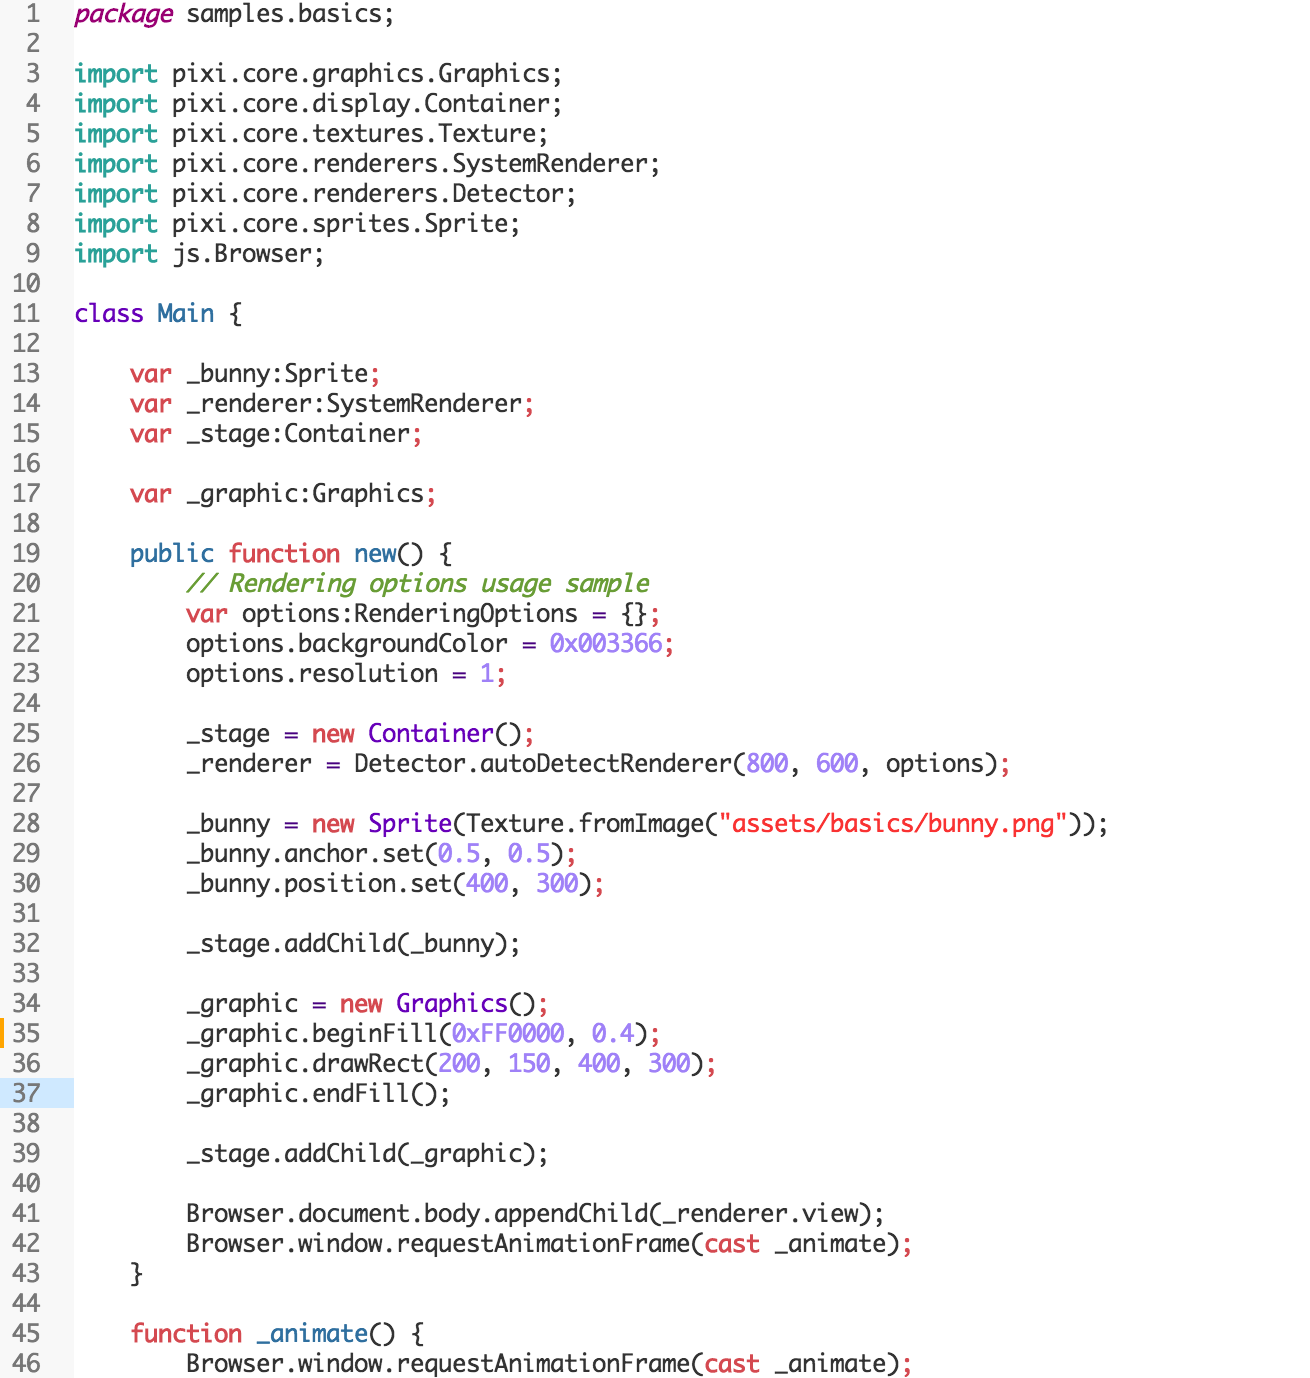 1 package samples.basics;
2
3 import pixi.core.graphics.Graphics;
4 import pixi.core.display.Container;
5 import pixi.core.textures.Texture;
6 import pixi.core.renderers.SystemRenderer;
7 import pixi.core.renderers.Detector;
8 import pixi.core.sprites.Sprite;
9 import js.Browser;
10
11 class Main {
12
13     var _bunny:Sprite;
14     var _renderer:SystemRenderer;
15     var _stage:Container;
16
17     var _graphic:Graphics;
18
19     public function new() {
20         // Rendering options usage sample
21         var options:RenderingOptions = {};
22         options.backgroundColor = 0x003366;
23         options.resolution = 1;
24
25         _stage = new Container();
26         _renderer = Detector.autoDetectRenderer(800, 600, options);
27
28         _bunny = new Sprite(Texture.fromImage("assets/basics/bunny.png"));
29         _bunny.anchor.set(0.5, 0.5);
30         _bunny.position.set(400, 300);
31
32         _stage.addChild(_bunny);
33
34         _graphic = new Graphics();
35         _graphic.beginFill(0xFF0000, 0.4);
36         _graphic.drawRect(200, 150, 400, 300);
37         _graphic.endFill();
38
39         _stage.addChild(_graphic);
40
41         Browser.document.body.appendChild(_renderer.view);
42         Browser.window.requestAnimationFrame(cast _animate);
43     }
44
45     function _animate() {
46         Browser.window.requestAnimationFrame(cast _animate);